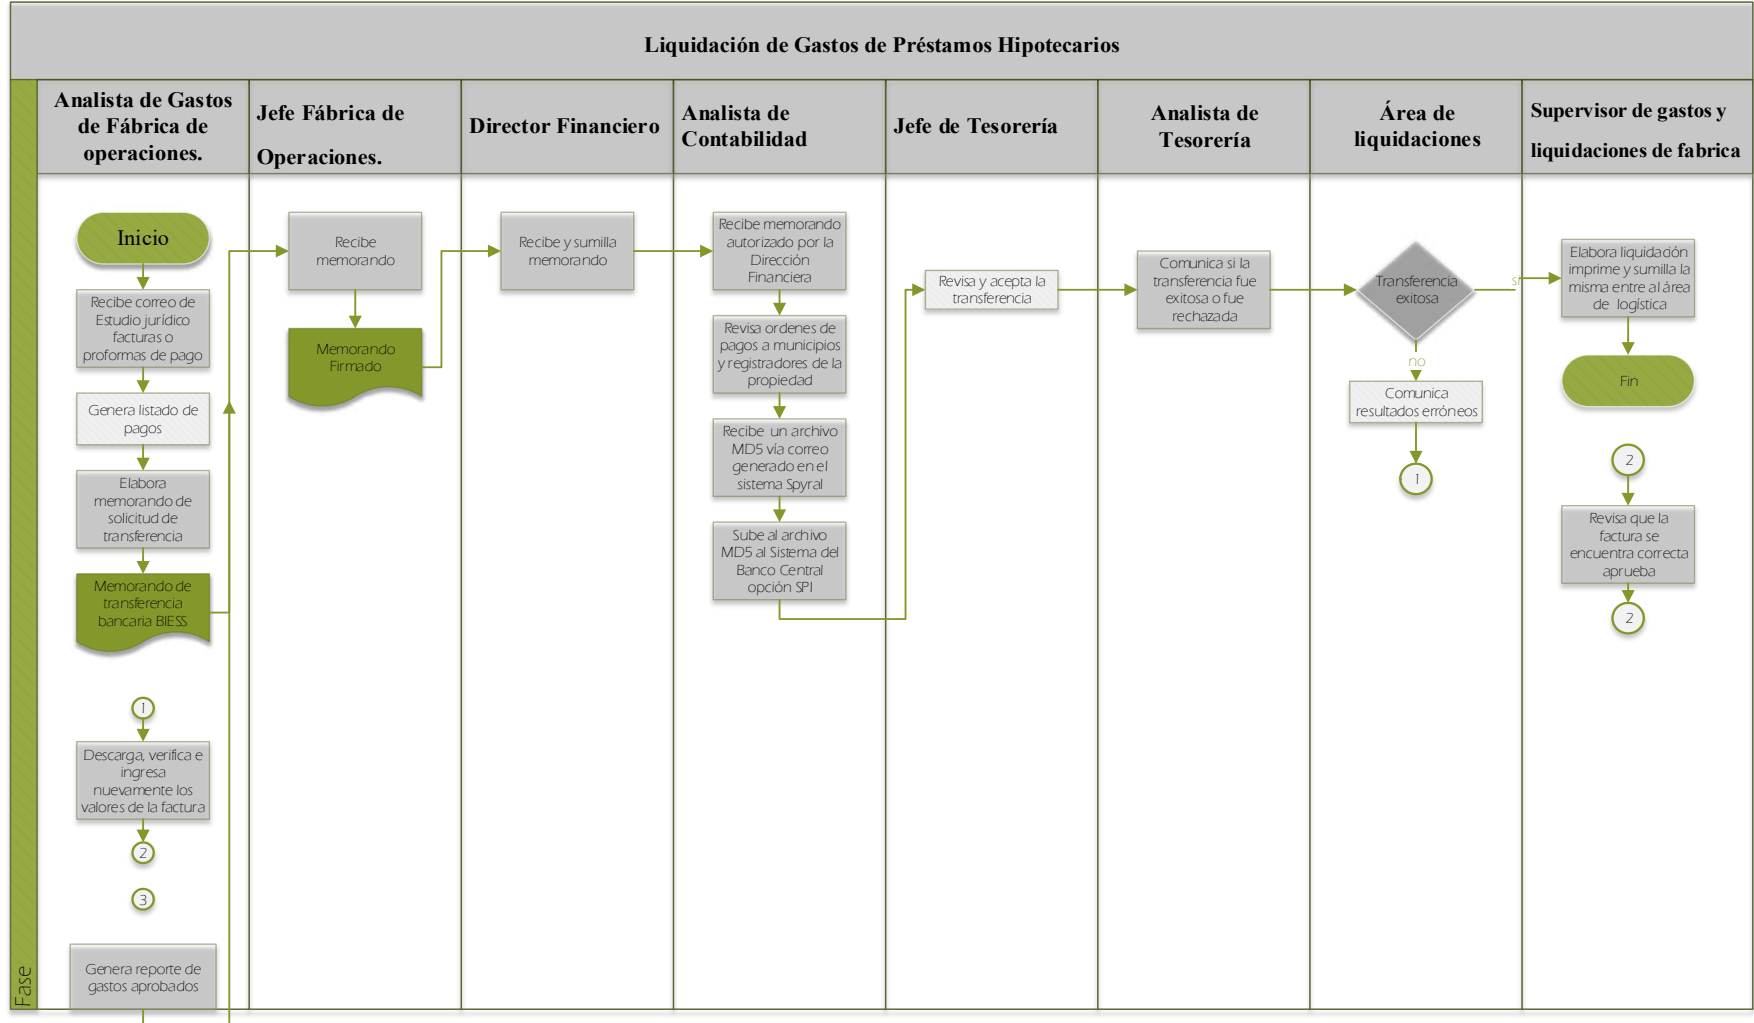 Liquidación de Gastos de Préstamos Hipotecarios
Analista de Gastos
de Fábrica de
operaciones.
Jefe Fábrica de
Operaciones.
Director Financiero
Analista de
Contabilidad
Jefe de Tesorería
Analista de
Tesorería
Área de
liquidaciones
Supervisor de gastos y
liquidaciones de fabrica
Fase
Inicio
Recibe correo de
Estudio jurídico
facturas o
proformas de pago
Genera listado de
pagos
Elabora
memorando de
solicitud de
transferencia
Memorando de
transferencia
bancaria BIESS
1
Descarga, verifica e
ingresa
nuevamente los
valores de la factura
2
3
Genera reporte de
gastos aprobados
Recibe
memorando
Memorando
Firmado
Recibe y sumilla
memorando
Recibe memorando
autorizado por la
Dirección
Financiera
Revisa ordenes de
pagos a municipios
y registradores de la
propiedad
Recibe un archivo
MD5 vía correo
generado en el
sistema Spyral
Sube al archivo
MD5 al Sistema del
Banco Central
opción SPI
Revisa y acepta la
transferencia
Comunica si la
transferencia fue
exitosa o fue
rechazada
Transferencia
exitosa
si
no
Comunica
resultados erróneos
1
Elabora liquidación
imprime y sumilla la
misma entre al área
de logística
Fin
2
Revisa que la
factura se
encuentra correcta
aprueba
2